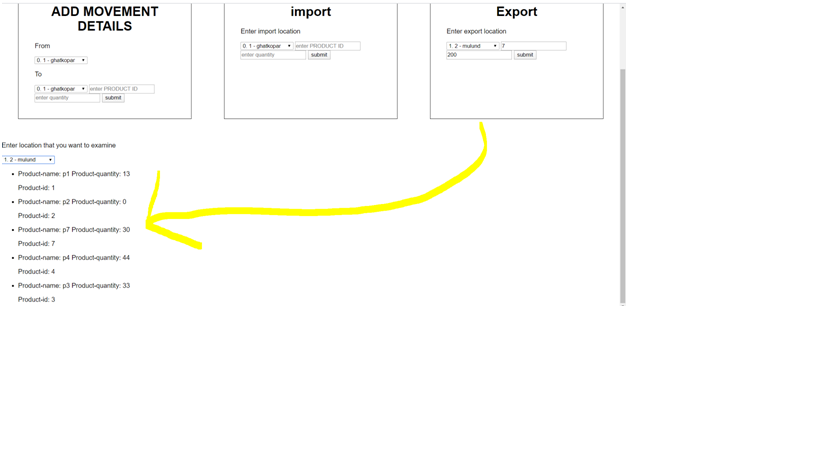 ADD MOVEMENT
DETAILS
From
0. 1 - ghatkopar
To
0. 1 - ghatkopar enter PRODUCT ID
enter quantity submit
import
Enter import location
0. 1 - ghatkopar enter PRODUCT ID
enter quantity submit
Export
Enter export location
1. 2 - mulund 7
200 submit
Enter location that you want to examine
1. 2 - mulund
• Product-name: p1 Product-quantity: 13
Product-id: 1
• Product-name: p2 Product-quantity: 0
Product-id: 2
• Product-name: p7 Product-quantity: 30
Product-id: 7
• Product-name: p4 Product-quantity: 44
Product-id: 4
• Product-name: p3 Product-quantity: 33
Product-id: 3